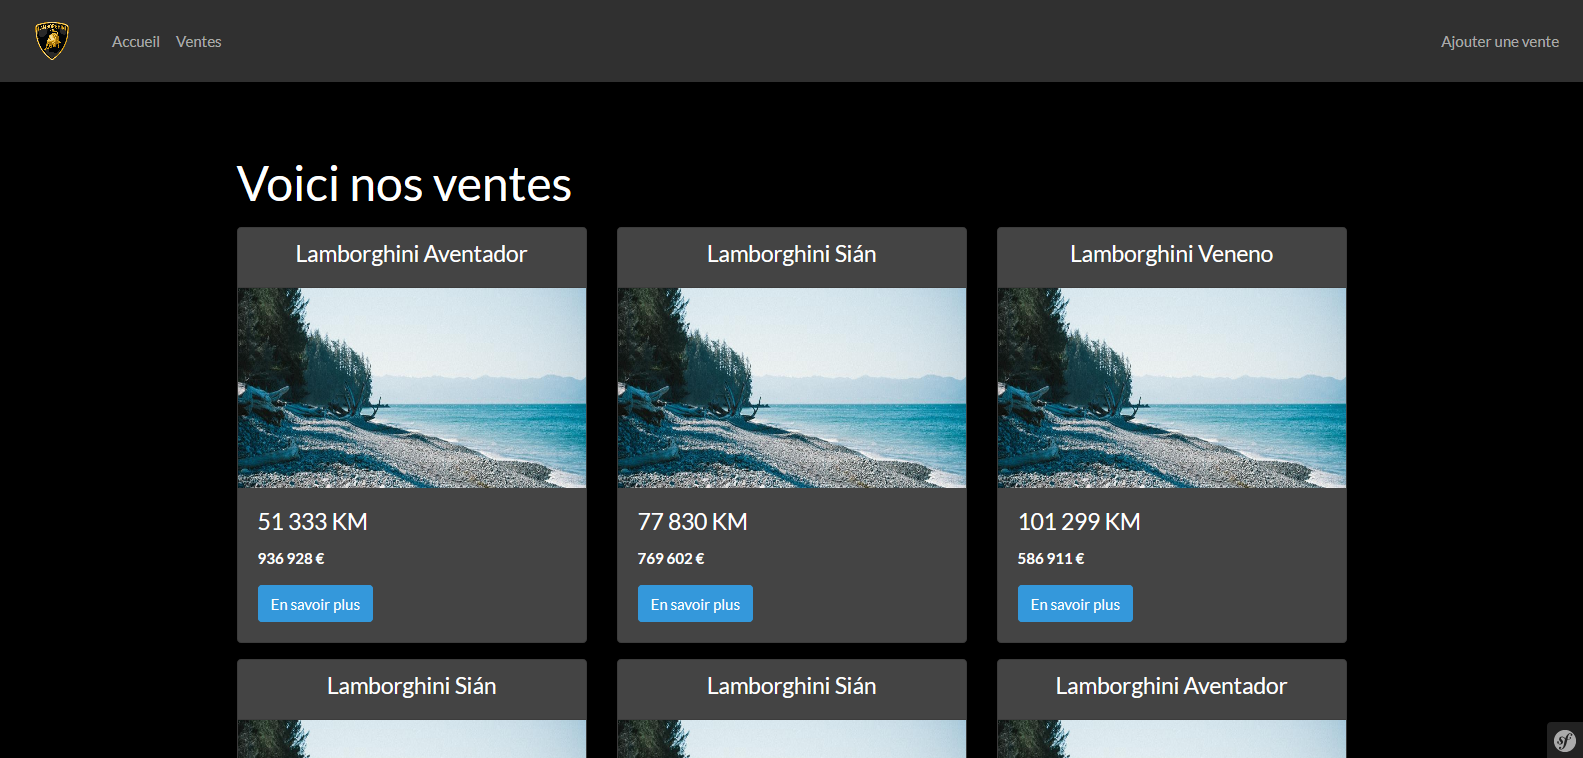 Accueil Ventes Ajouter une vente
Voici nos ventes
Lamborghini Aventador Lamborghini Sián Lamborghini Veneno
51 333 KM 77 830 KM 101 299 KM
936 928 € 769 602 € 586 911 €
En savoir plus En savoir plus En savoir plus
Lamborghini Sián Lamborghini Sián Lamborghini Aventador
sf